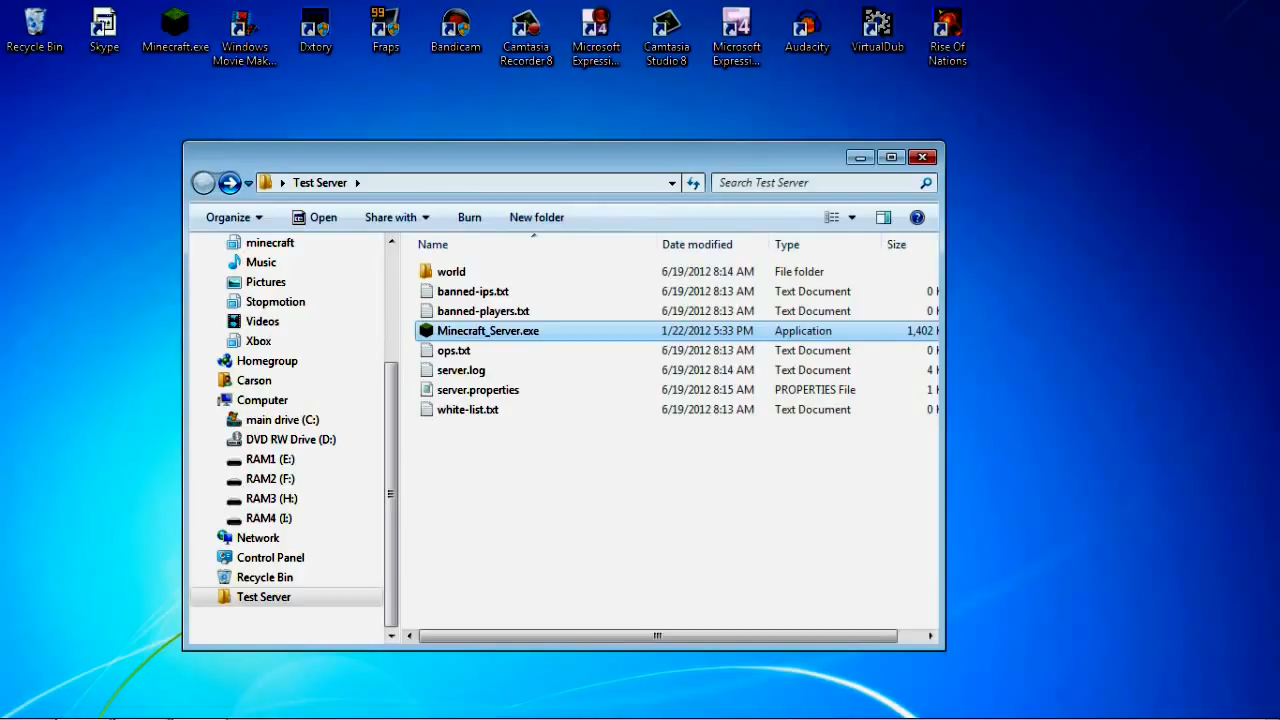 Recycle Bin
Skype
Minecraft.exe
Windows Movie Mak...
Dxtory
99
Fraps
Bandicam
Camtasia Recorder 8
4
Microsoft Expressi...
Camtasia Studio 8
4
Microsoft Expressi...
Audacity
VirtualDub
Rise Of Nations
Test Server
Search Test Server
Organize
Open
Share with
Burn
New folder
minecraft
Music
Pictures
Stopmotion
Videos
Xbox
Homegroup
Carson
Computer
main drive (C:)
DVD RW Drive (D:)
RAM1 (E:)
RAM2 (F:)
RAM3 (H:)
RAM4 (I:)
Network
Control Panel
Recycle Bin
Test Server
Name Date modified Type Size
world 6/19/2012 8:14 AM File folder
banned-ips.txt 6/19/2012 8:13 AM Text Document 0 K
banned-players.txt 6/19/2012 8:13 AM Text Document 0 K
Minecraft_Server.exe 1/22/2012 5:33 PM Application 1,402 K
ops.txt 6/19/2012 8:13 AM Text Document 0 K
server.log 6/19/2012 8:14 AM Text Document 4 K
server.properties 6/19/2012 8:15 AM PROPERTIES File 1 K
white-list.txt 6/19/2012 8:13 AM Text Document 0 K